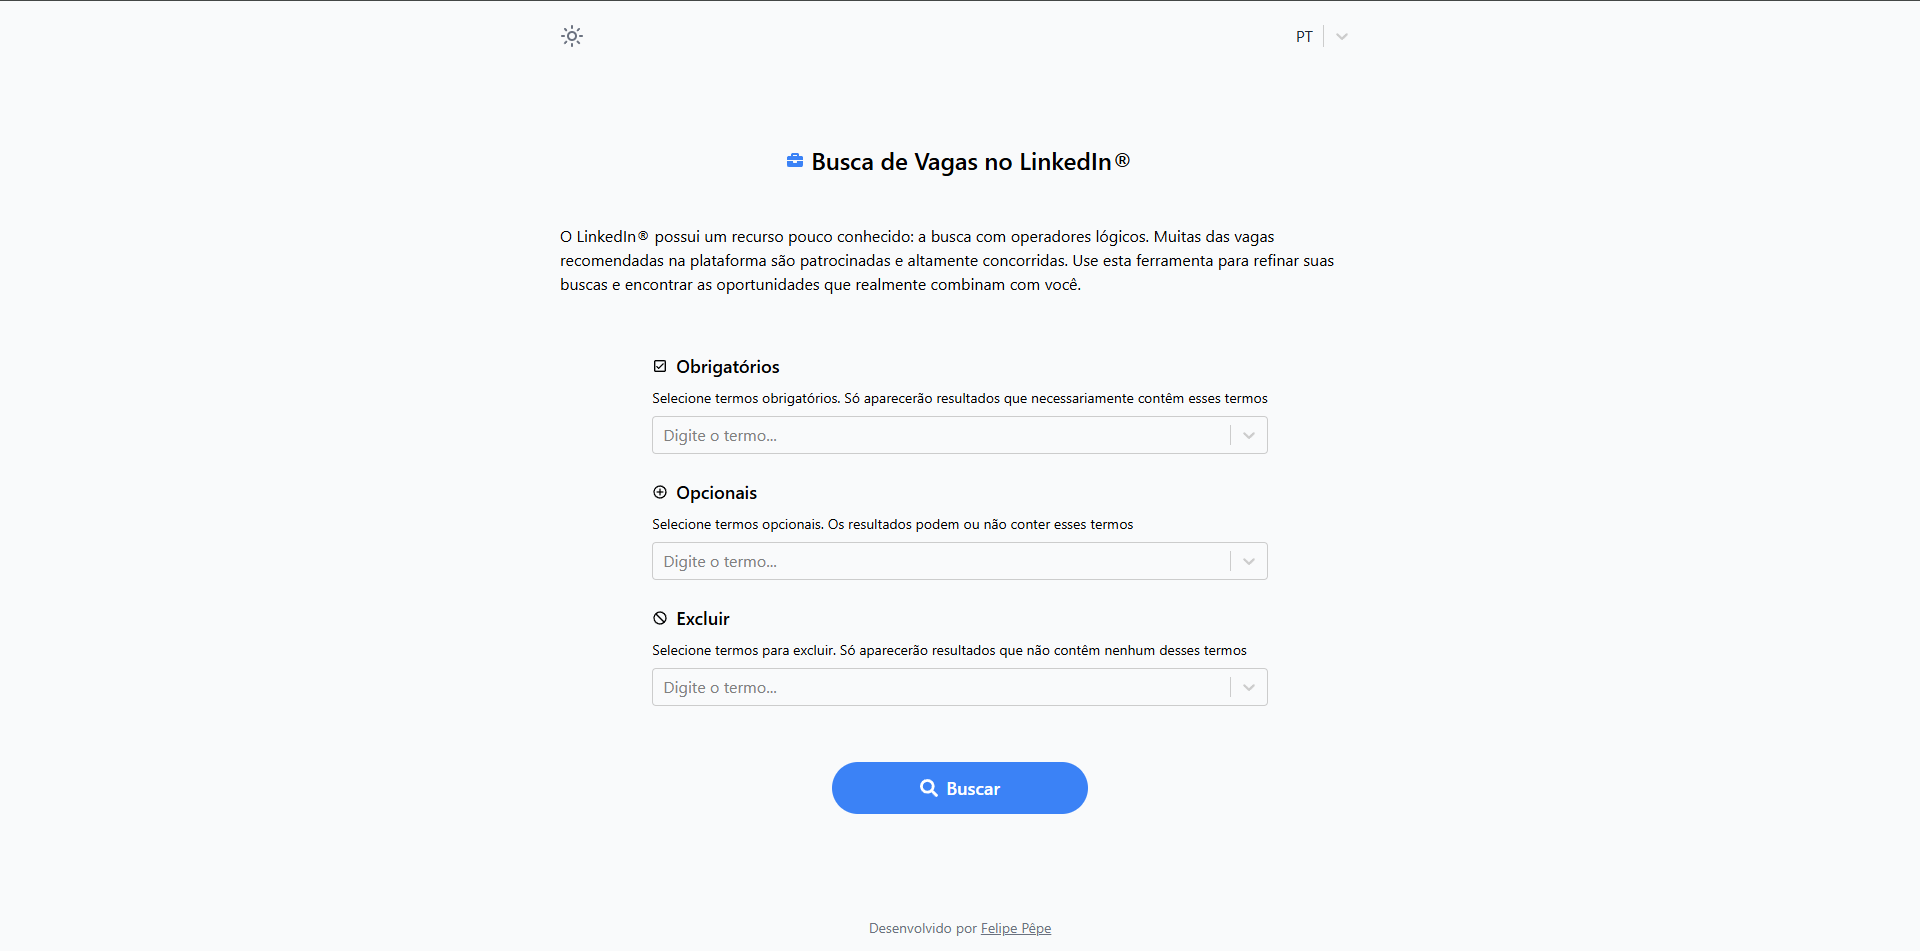 PT
Busca de Vagas no LinkedIn®
O LinkedIn® possui um recurso pouco conhecido: a busca com operadores lógicos. Muitas das vagas
recomendadas na plataforma são patrocinadas e altamente concorridas. Use esta ferramenta para refinar suas
buscas e encontrar as oportunidades que realmente combinam com você.
Obrigatórios
Selecione termos obrigatórios. Só aparecerão resultados que necessariamente contêm esses termos
Digite o termo...
Opcionais
Selecione termos opcionais. Os resultados podem ou não conter esses termos
Digite o termo...
Excluir
Selecione termos para excluir. Só aparecerão resultados que não contêm nenhum desses termos
Digite o termo...
Buscar
Desenvolvido por Felipe Pêpe